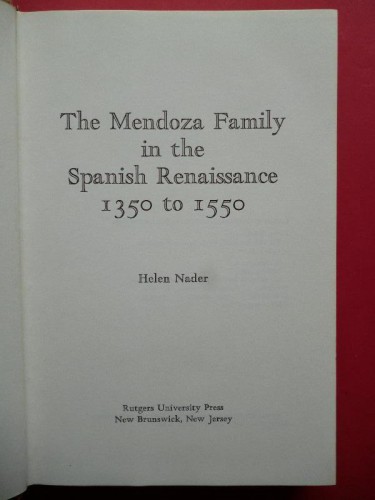 The Mendoza Family
in the
Spanish Renaissance
1350 to 1550
Helen Nader
Rutgers University Press
New Brunswick, New Jersey